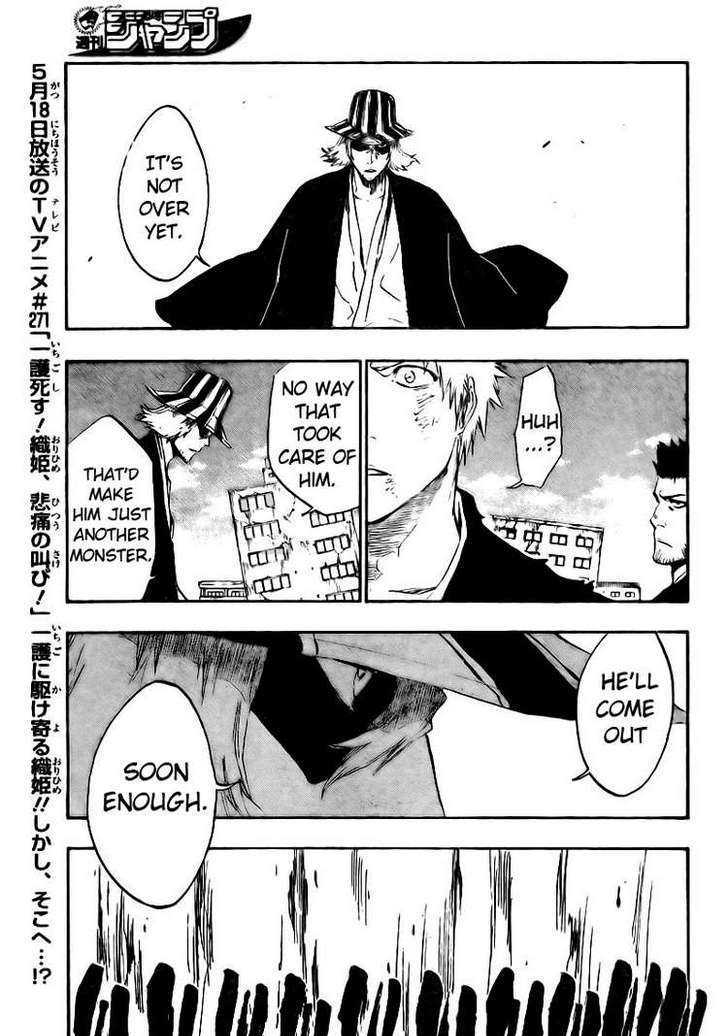 週刊
少年
ジャンプ
5月18日放送のTVアニメ#271「一護死す!織姫、悲痛の叫び!」一護に駆け寄る織姫!!しかし、そこへ…!?
IT'S
NOT
OVER
YET.
HUH
...?
NO WAY
THAT
TOOK
CARE OF
HIM.
THAT'D
MAKE
HIM JUST
ANOTHER
MONSTER.
HE'LL
COME
OUT
SOON
ENOUGH.